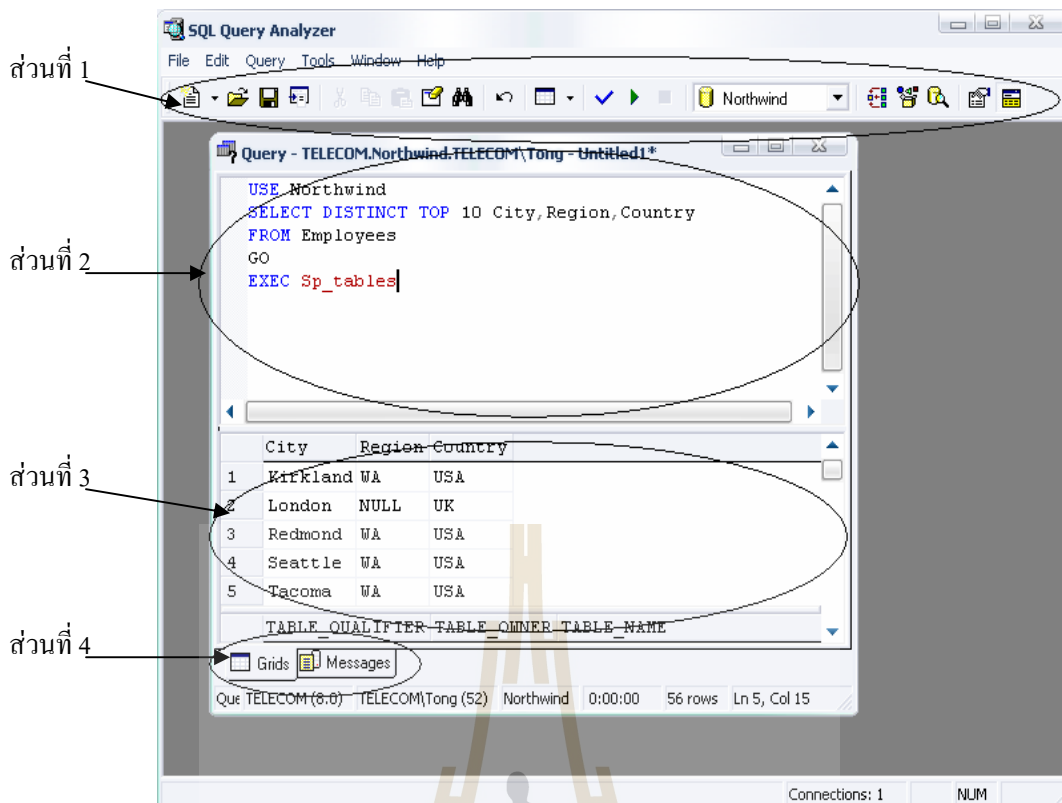 SQL Query Analyzer
File Edit Query Tools Window Help
ส่วนที่ 1
Northwind
Query - TELECOM.Northwind.TELECOM\Tong - Untitled1*
USE Northwind
SELECT DISTINCT TOP 10 City,Region,Country
FROM Employees
GO
EXEC Sp_tables
ส่วนที่ 2
City Region Country
1 Kirkland WA USA
2 London NULL UK
3 Redmond WA USA
4 Seattle WA USA
5 Tacoma WA USA
ส่วนที่ 3
TABLE_QUALIFIER TABLE_OWNER TABLE_NAME
ส่วนที่ 4
Grids Messages
Que TELECOM (8.0) TELECOM\Tong (52) Northwind 0:00:00 56 rows Ln 5, Col 15
Connections: 1 NUM